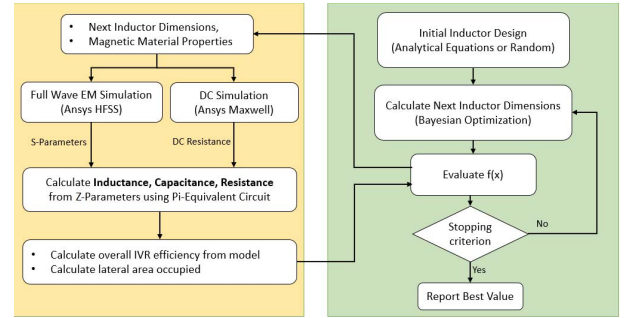 • Next Inductor Dimensions,
• Magnetic Material Properties
Full Wave EM Simulation
(Ansys HFSS)
DC Simulation
(Ansys Maxwell)
S-Parameters
DC Resistance
Calculate Inductance, Capacitance, Resistance
from Z-Parameters using Pi-Equivalent Circuit
• Calculate overall IVR efficiency from model
• Calculate lateral area occupied
Initial Inductor Design
(Analytical Equations or Random)
Calculate Next Inductor Dimensions
(Bayesian Optimization)
Evaluate f(x)
Stopping
criterion
No
Yes
Report Best Value